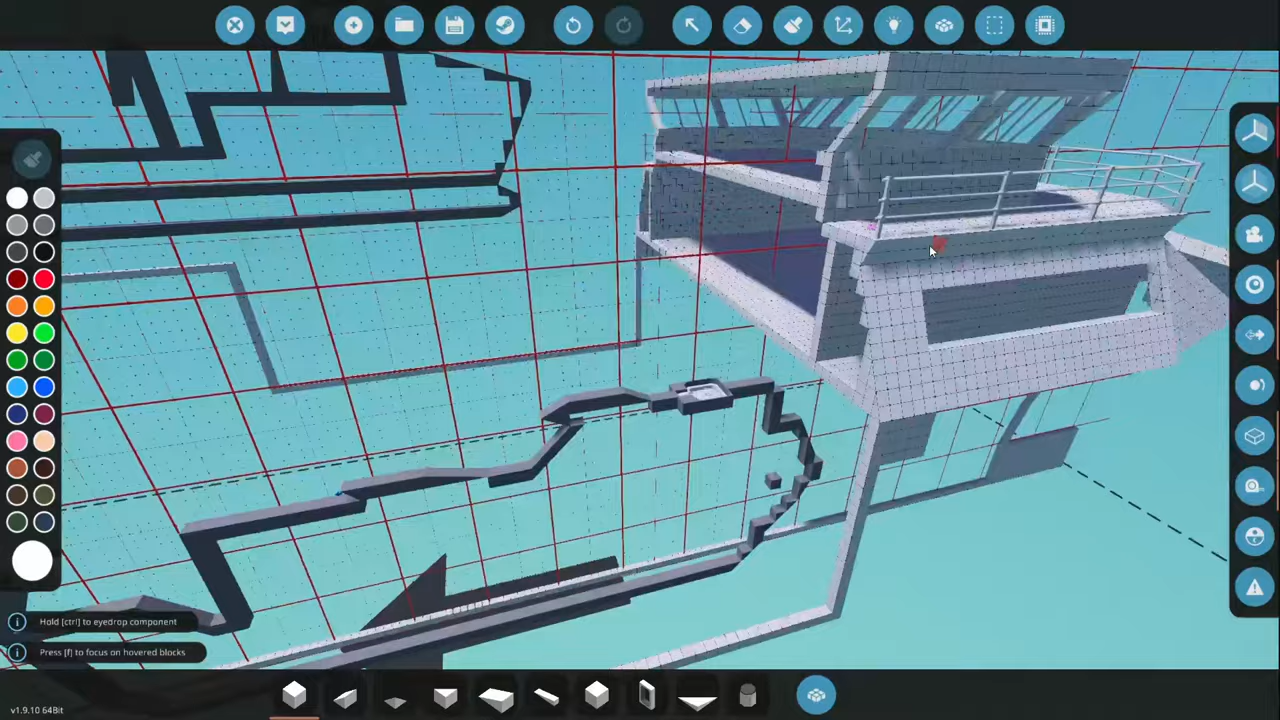 Hold [ctrl] to eyedrop component
Press [f] to focus on hovered blocks
v1.9.10 64Bit